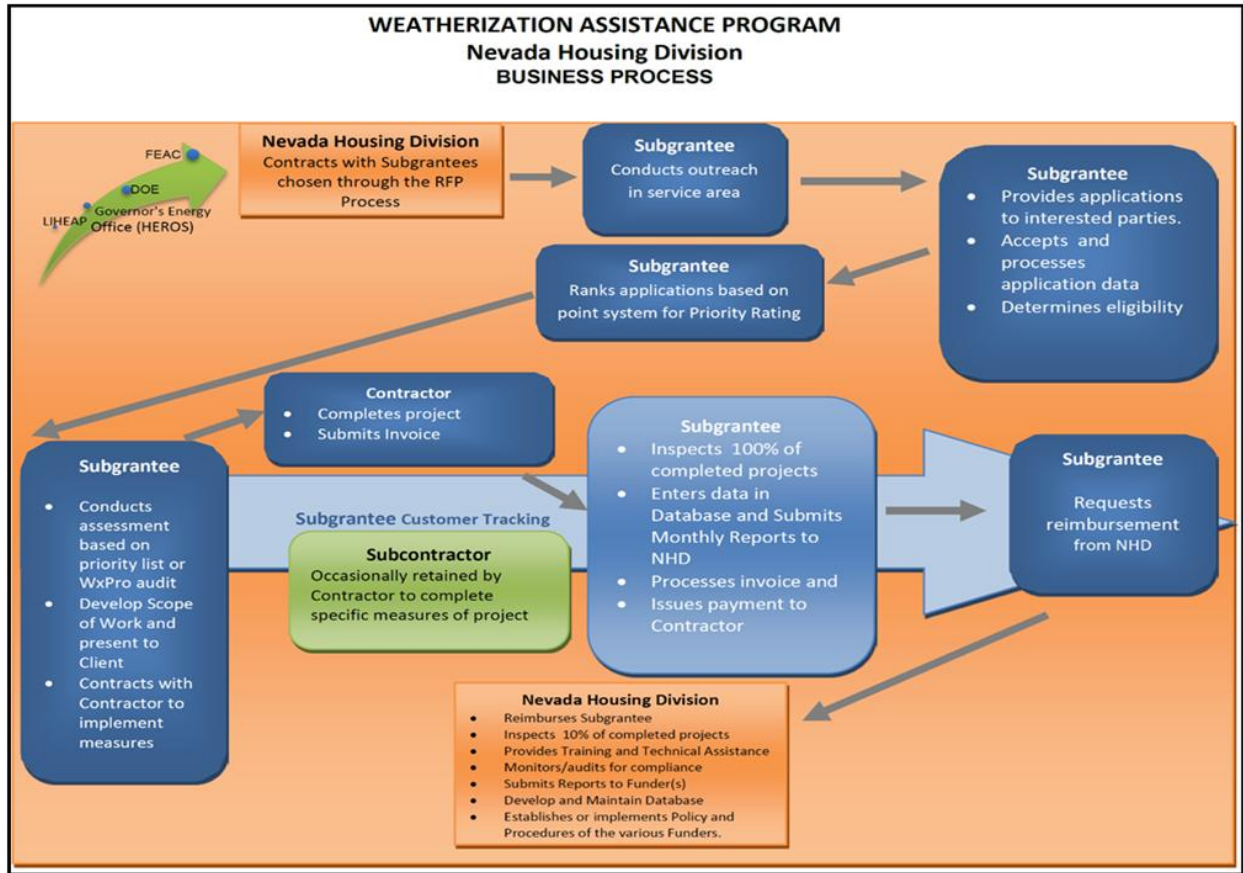 WEATHERIZATION ASSISTANCE PROGRAM
Nevada Housing Division
BUSINESS PROCESS
FEAC
DOE
LIHEAP
Governor's Energy
Office (HEROS)
Nevada Housing Division
Contracts with Subgrantees
chosen through the RFP
Process
Subgrantee
Conducts outreach
in service area
Subgrantee
• Provides applications
to interested parties.
• Accepts and
processes
application data
• Determines eligibility
Subgrantee
Ranks applications based on
point system for Priority Rating
Subgrantee
• Conducts
assessment
based on
priority list or
WxPro audit
• Develop Scope
of Work and
present to
Client
• Contracts with
Contractor to
implement
measures
Contractor
• Completes project
• Submits Invoice
Subgrantee Customer Tracking
Subcontractor
Occasionally retained by
Contractor to complete
specific measures of project
Subgrantee
• Inspects 100% of
completed projects
• Enters data in
Database and Submits
Monthly Reports to
NHD
• Processes invoice and
• Issues payment to
Contractor
Subgrantee
Requests
reimbursement
from NHD
Nevada Housing Division
• Reimburses Subgrantee
• Inspects 10% of completed projects
• Provides Training and Technical Assistance
• Monitors/audits for compliance
• Submits Reports to Funder(s)
• Develop and Maintain Database
• Establishes or implements Policy and
Procedures of the various Funders.